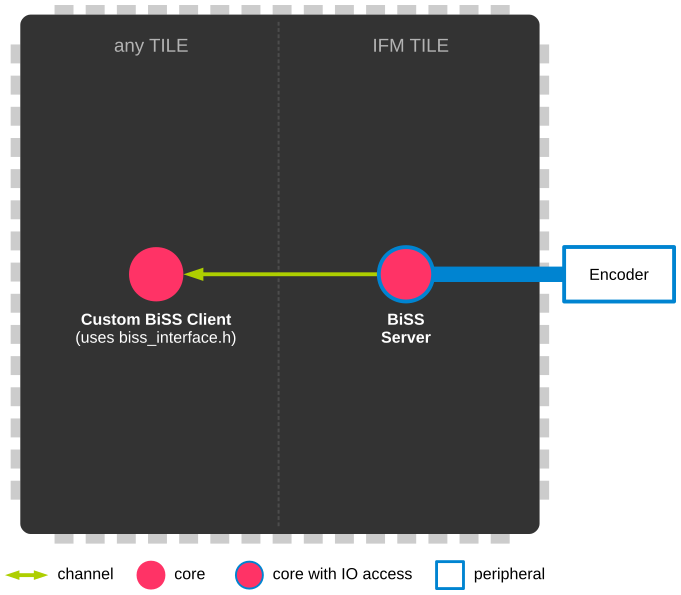 any TILE
IFM TILE
Encoder
Custom BiSS Client
(uses biss_interface.h)
BiSS
Server
channel
core
core with IO access
peripheral